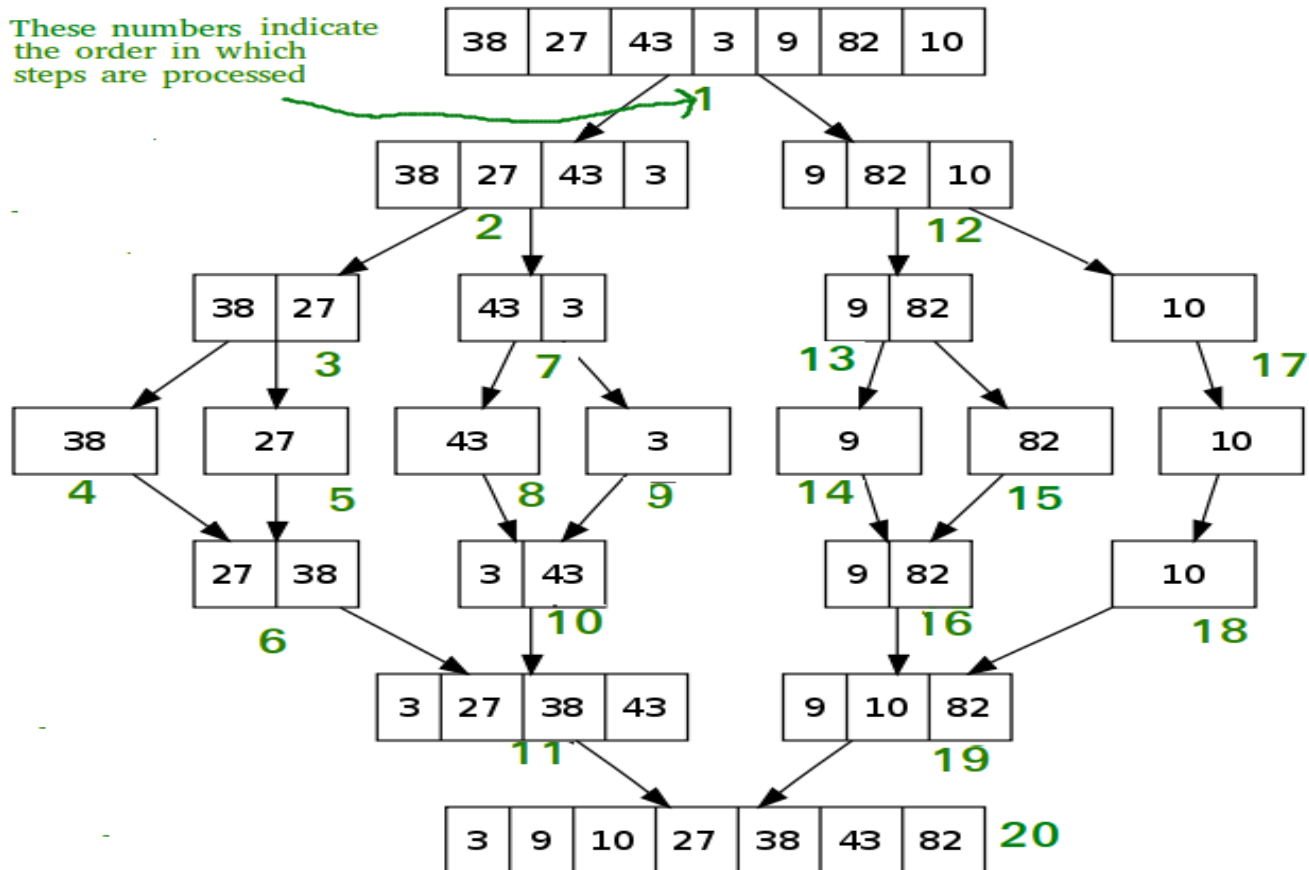 These numbers indicate
the order in which
steps are processed
38 27 43 3 9 82 10
1
38 27 43 3 9 82 10
2 12
38 27 43 3 9 82 10
3 7 13 17
38 27 43 3 9 82 10
4 5 8 9 14 15
27 38 3 43 9 82 10
6 10 16 18
3 27 38 43 9 10 82
11 19
3 9 10 27 38 43 82 20